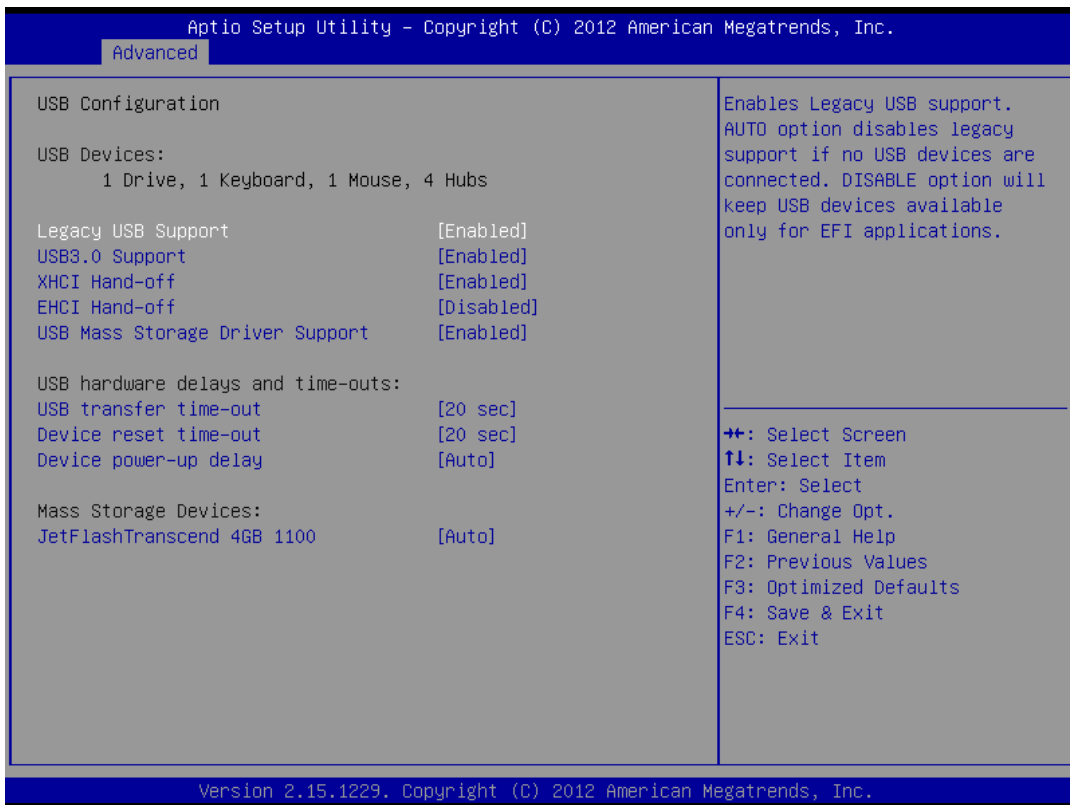 Aptio Setup Utility – Copyright (C) 2012 American Megatrends, Inc.
Advanced
USB Configuration
USB Devices:
1 Drive, 1 Keyboard, 1 Mouse, 4 Hubs
Legacy USB Support [Enabled]
USB3.0 Support [Enabled]
XHCI Hand-off [Enabled]
EHCI Hand-off [Disabled]
USB Mass Storage Driver Support [Enabled]
USB hardware delays and time-outs:
USB transfer time-out [20 sec]
Device reset time-out [20 sec]
Device power-up delay [Auto]
Mass Storage Devices:
JetFlashTranscend 4GB 1100 [Auto]
Enables Legacy USB support.
AUTO option disables legacy
support if no USB devices are
connected. DISABLE option will
keep USB devices available
only for EFI applications.
→←: Select Screen
↑↓: Select Item
Enter: Select
+/-: Change Opt.
F1: General Help
F2: Previous Values
F3: Optimized Defaults
F4: Save & Exit
ESC: Exit
Version 2.15.1229. Copyright (C) 2012 American Megatrends, Inc.